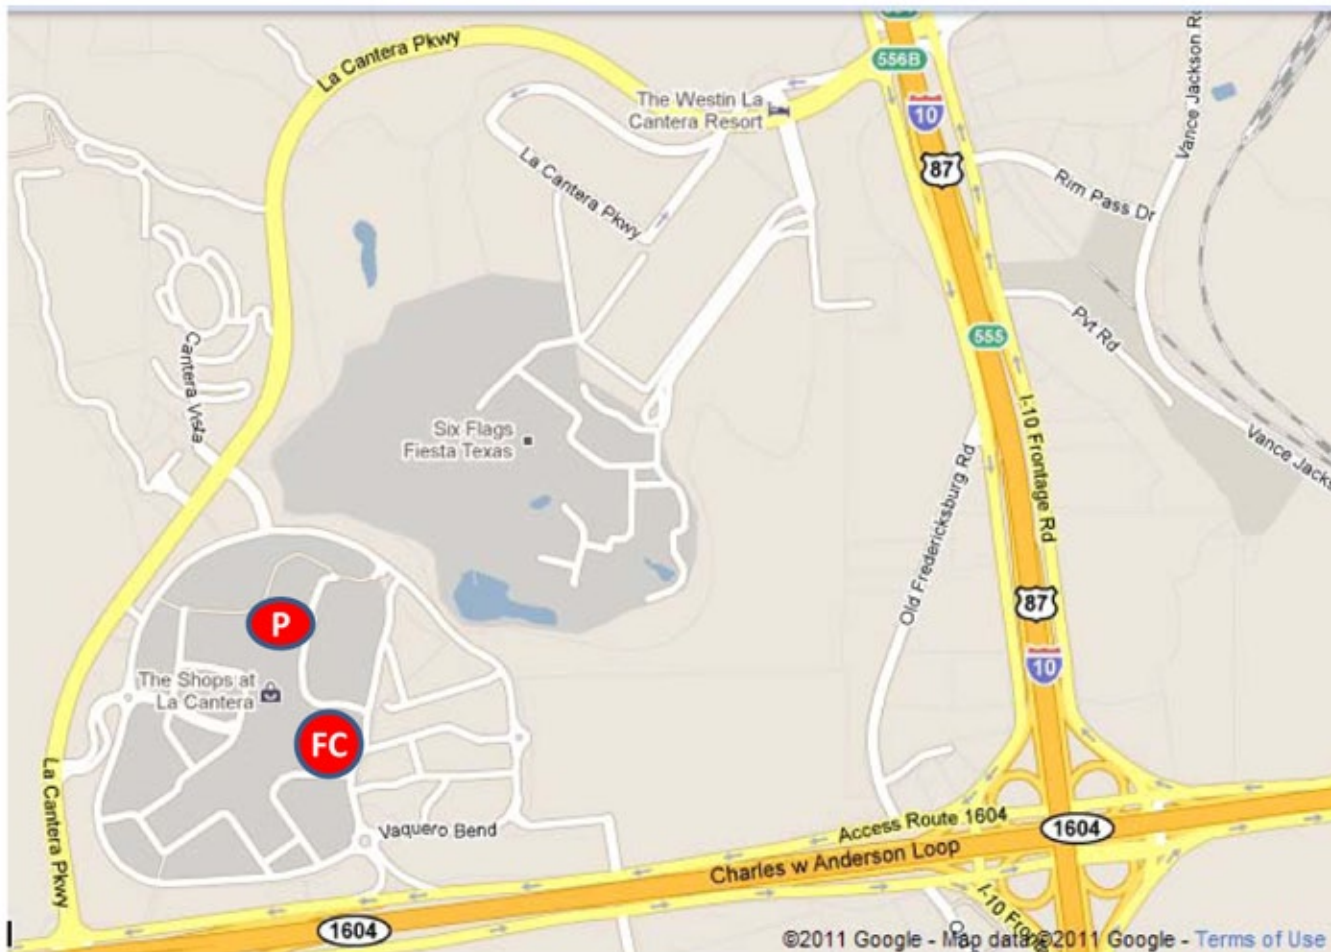 La Cantera Pkwy
556B
The Westin La
Cantera Resort
10
Vance Jackson Rd
87
La Cantera Pkwy
Rim Pass Dr
555
Pvt Rd
Cantera Vista
Six Flags
Fiesta Texas
I-10 Frontage Rd
Vance Jacks
Old Fredericksburg Rd
87
P
10
The Shops at
La Cantera
FC
La Cantera Pkwy
Vaquero Bend
Access Route 1604
1604
Charles w Anderson Loop
I-10 Fron
1604
©2011 Google - Map data ©2011 Google - Terms of Use